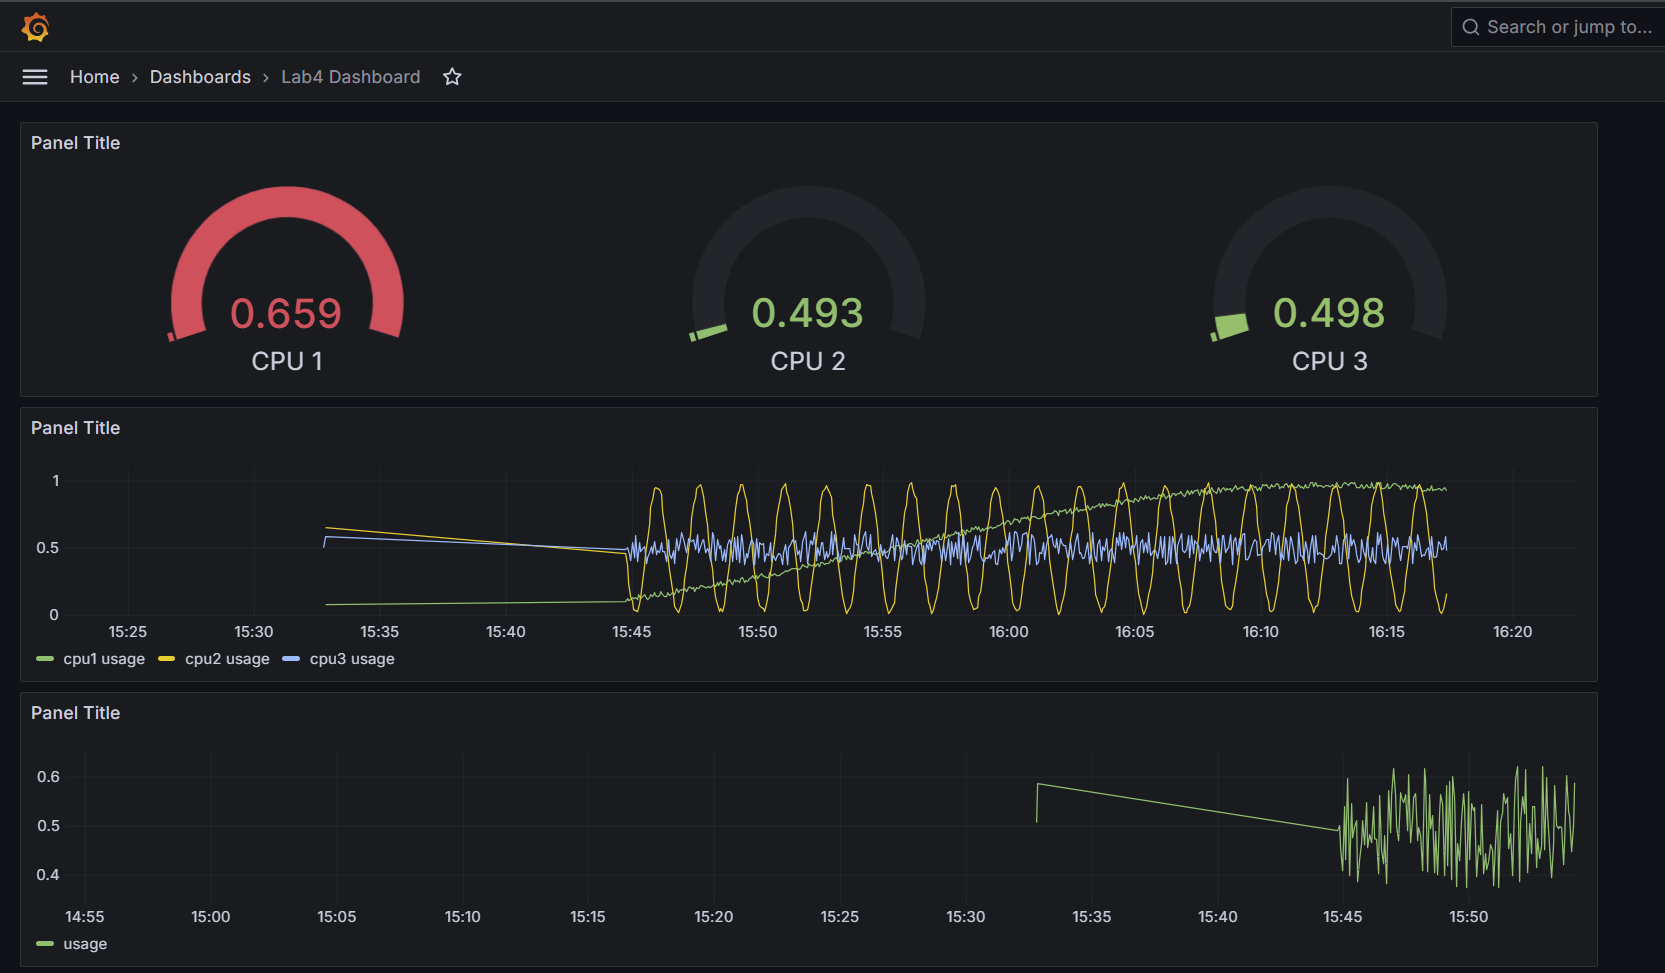 Search or jump to...
Home › Dashboards › Lab4 Dashboard
Panel Title
0.659 0.493 0.498
CPU 1 CPU 2 CPU 3
Panel Title
1
0.5
0
15:25 15:30 15:35 15:40 15:45 15:50 15:55 16:00 16:05 16:10 16:15 16:20
cpu1 usage cpu2 usage cpu3 usage
Panel Title
0.6
0.5
0.4
14:55 15:00 15:05 15:10 15:15 15:20 15:25 15:30 15:35 15:40 15:45 15:50
usage